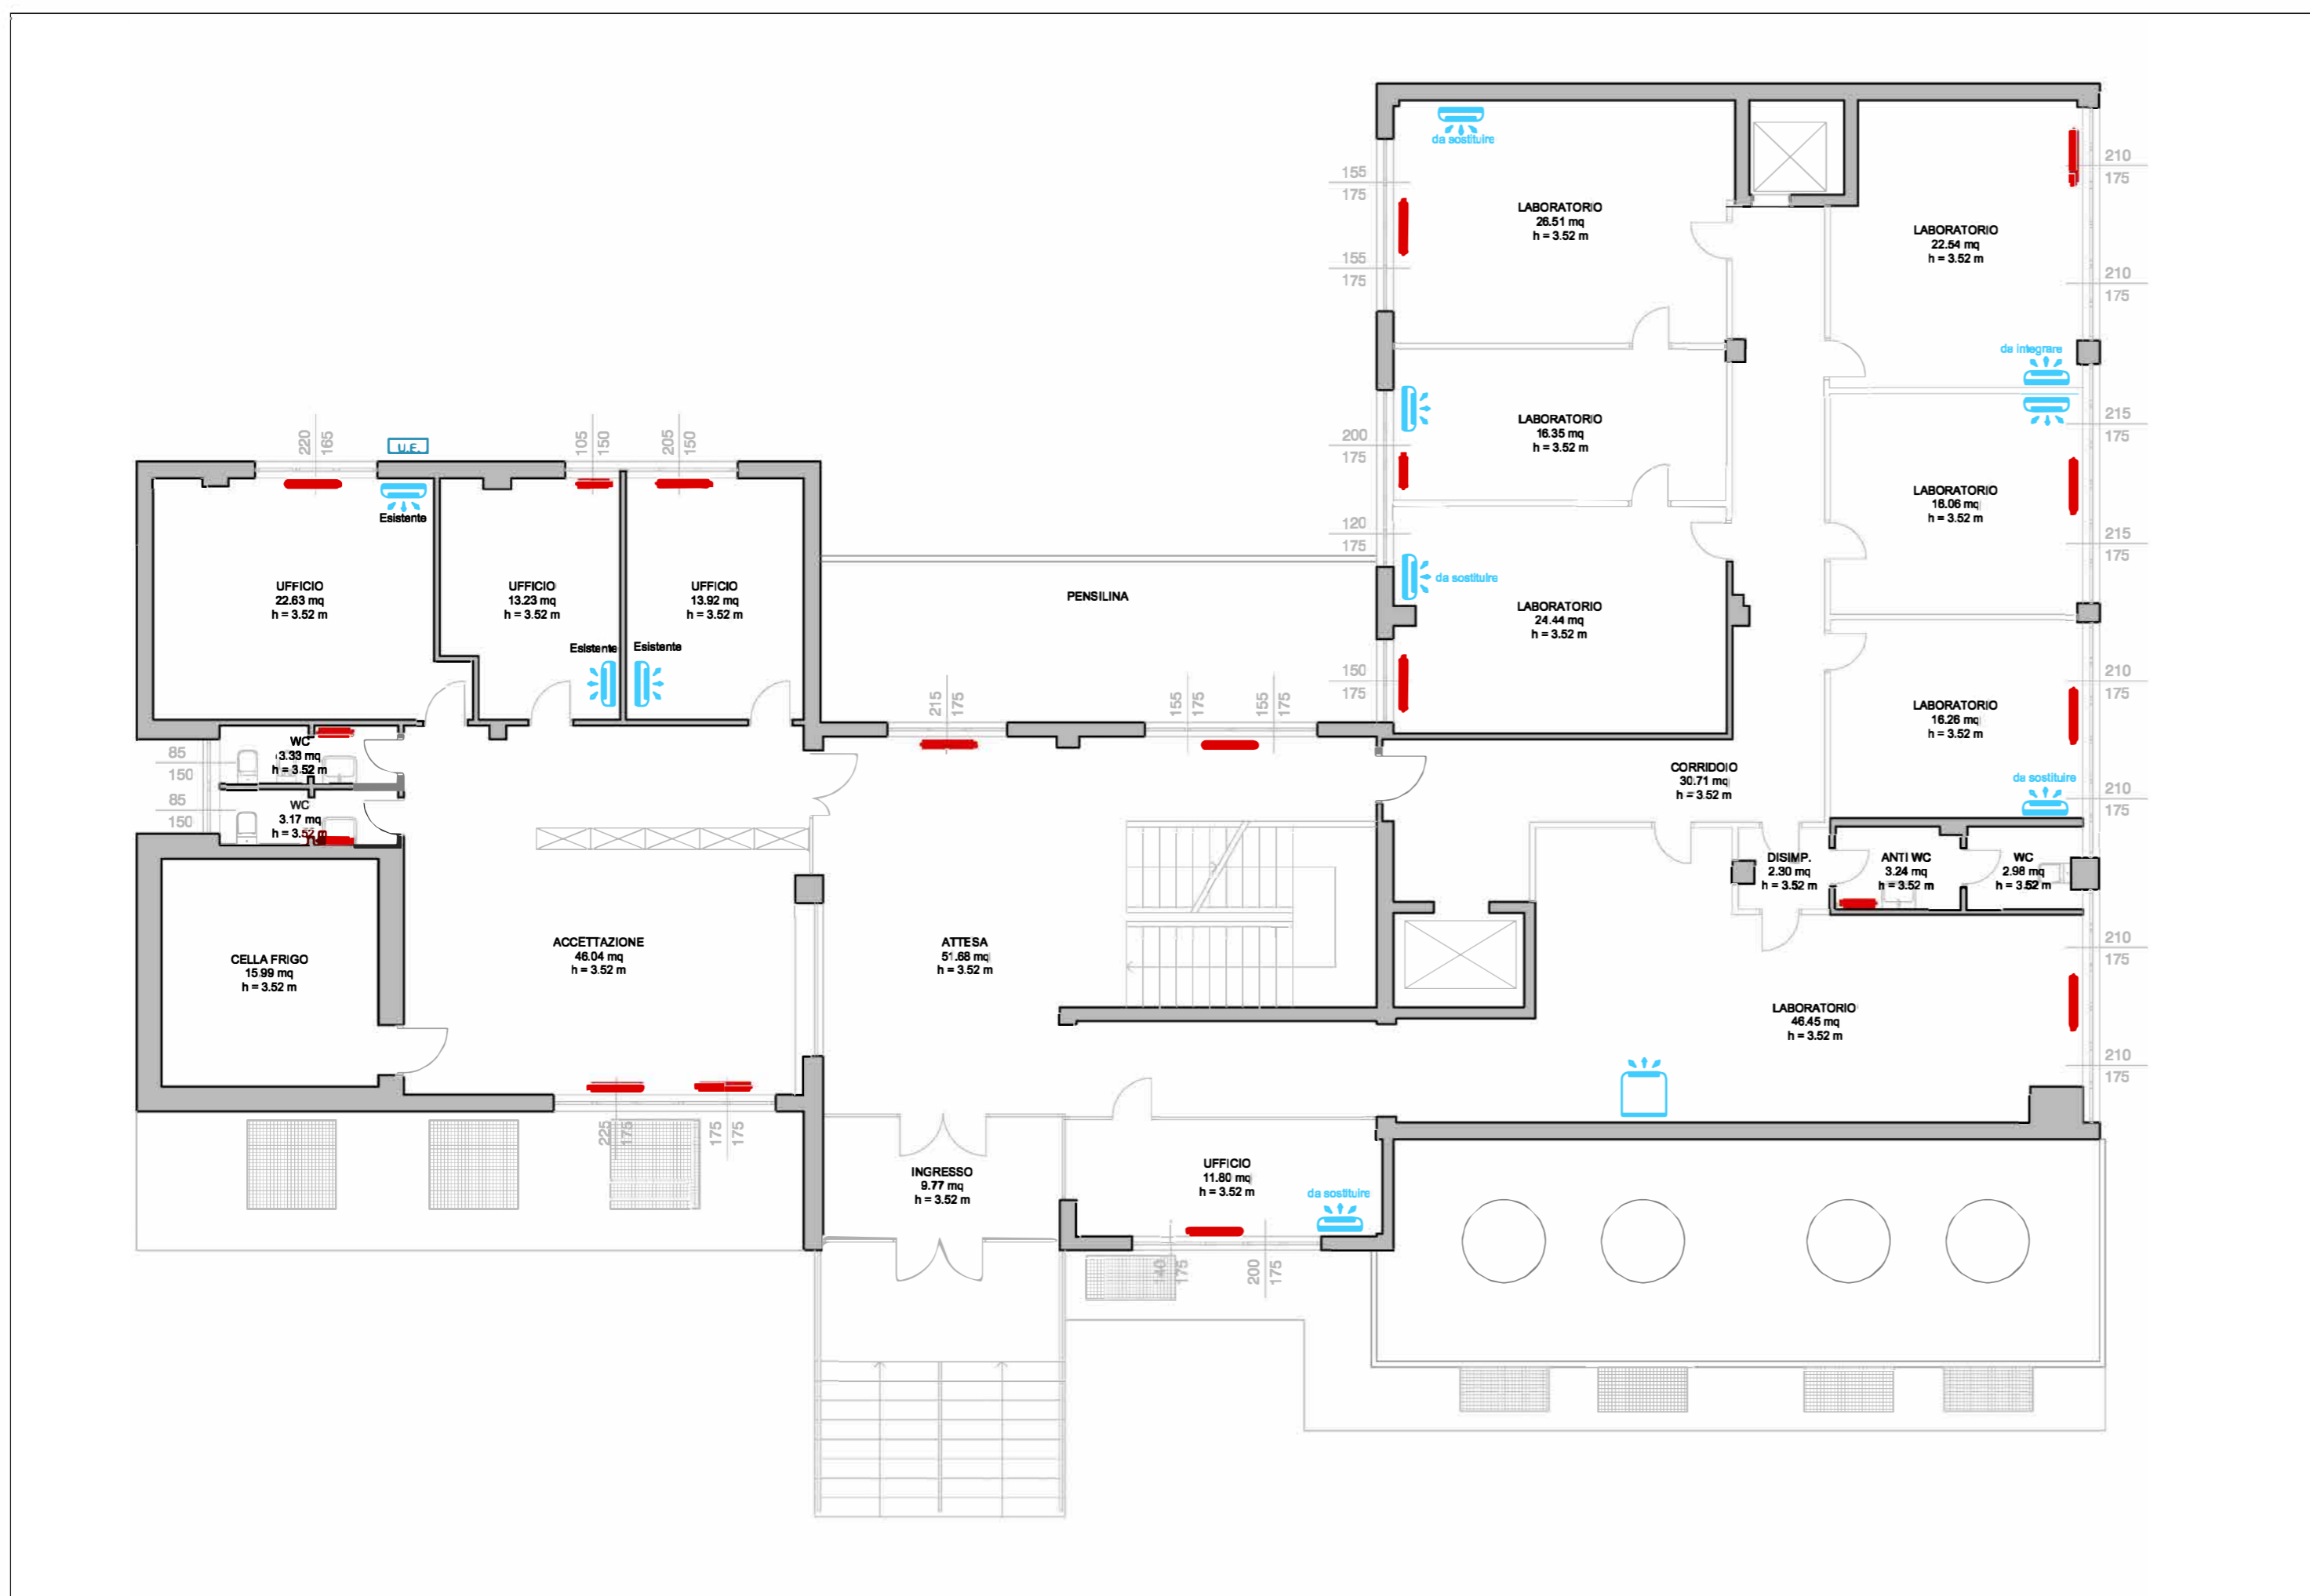 da sostituire
155
175
LABORATORIO
26.51 mq
h = 3.52 m
155
175
210
175
LABORATORIO
22.54 mq
h = 3.52 m
210
175
da integrare
LABORATORIO
16.35 mq
h = 3.52 m
200
175
215
175
LABORATORIO
18.06 mq
h = 3.52 m
215
175
120
175
da sostituire
LABORATORIO
24.44 mq
h = 3.52 m
150
175
210
175
LABORATORIO
16.26 mq
h = 3.52 m
da sostituire
210
175
220
165
U.E.
105
150
205
150
Esistente
UFFICIO
22.63 mq
h = 3.52 m
UFFICIO
13.23 mq
h = 3.52 m
Esistente
UFFICIO
13.92 mq
h = 3.52 m
Esistente
PENSILINA
215
175
155
175
155
175
85
150
WC
3.33 mq
h = 3.52 m
85
150
WC
3.17 mq
h = 3.52 m
CORRIDOIO
30.71 mq
h = 3.52 m
DISIMP.
2.30 mq
h = 3.52 m
ANTI WC
3.24 mq
h = 3.52 m
WC
2.98 mq
h = 3.52 m
CELLA FRIGO
15.99 mq
h = 3.52 m
ACCETTAZIONE
46.04 mq
h = 3.52 m
ATTESA
51.68 mq
h = 3.52 m
210
175
LABORATORIO
46.45 mq
h = 3.52 m
210
175
225
175
175
175
INGRESSO
9.77 mq
h = 3.52 m
UFFICIO
11.80 mq
h = 3.52 m
da sostituire
140
175
200
175